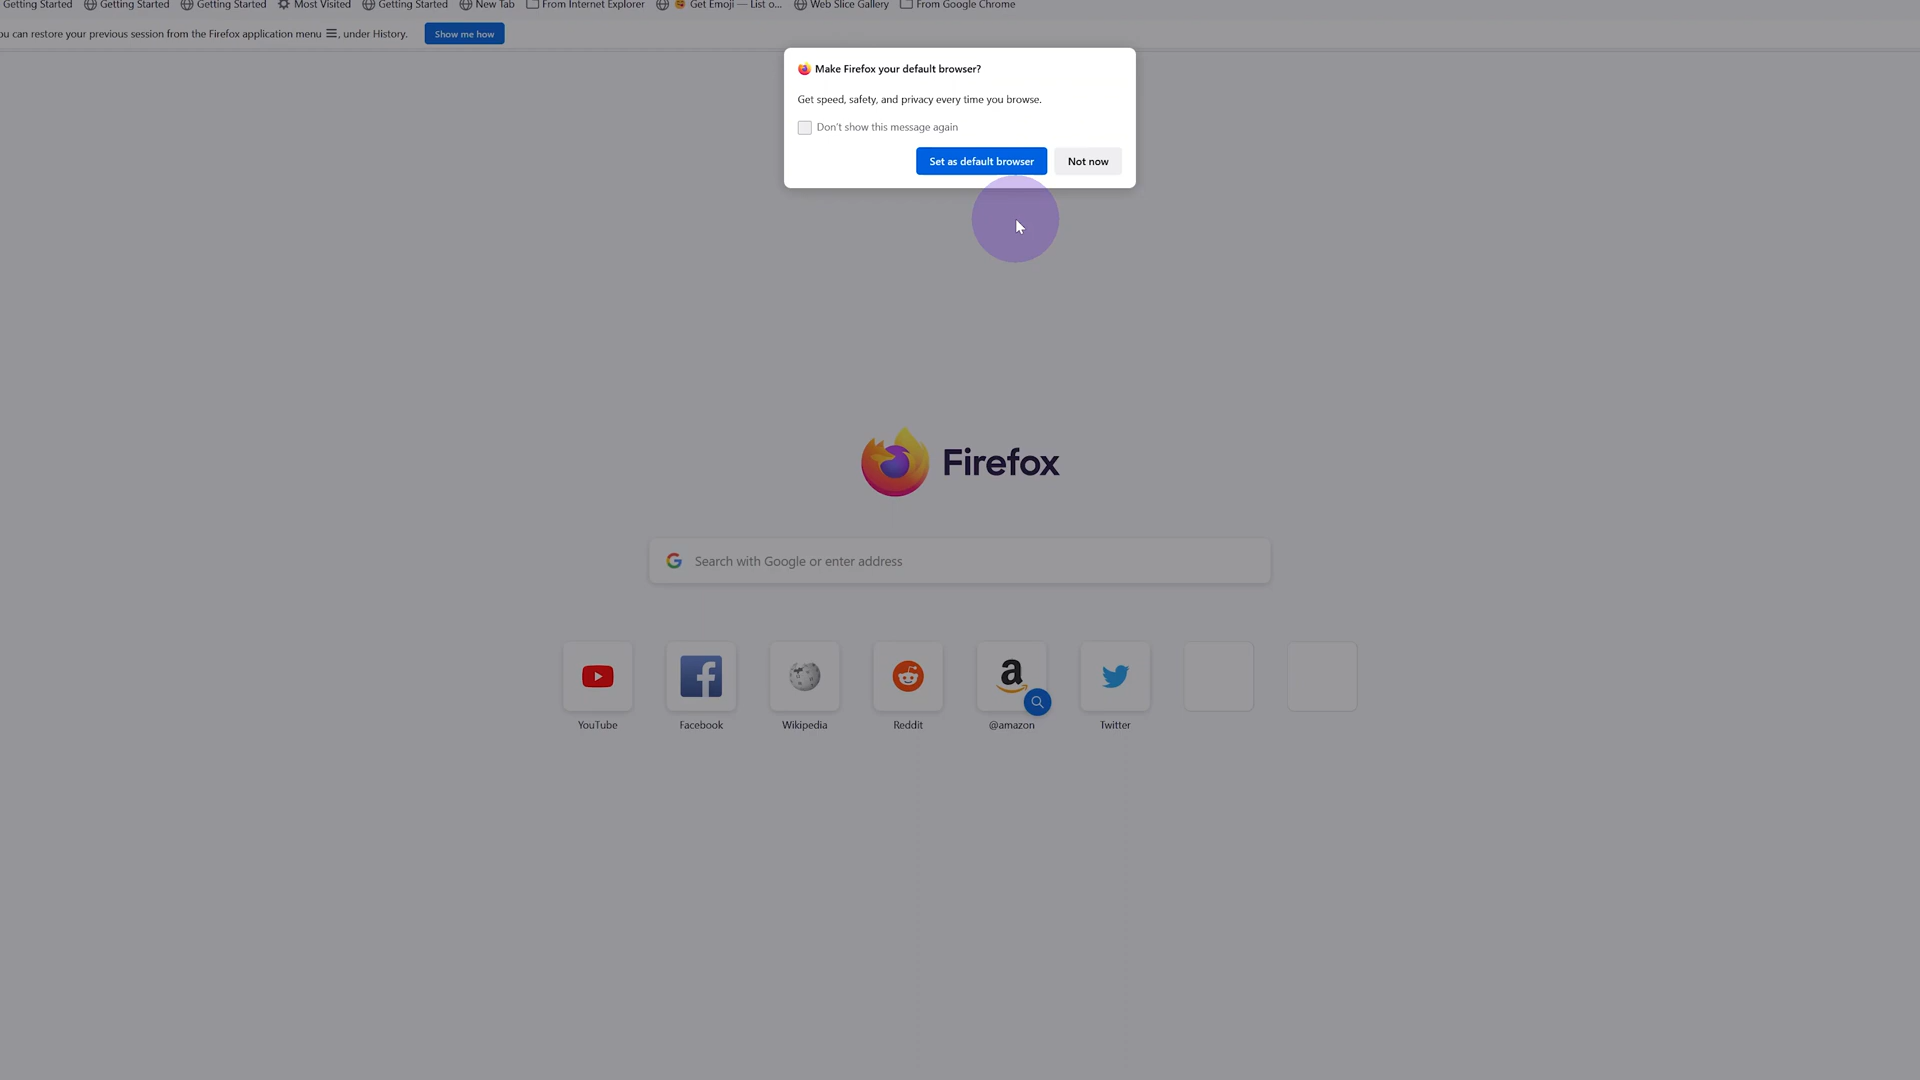 Getting Started Getting Started Getting Started Most Visited Getting Started New Tab From Internet Explorer Get Emoji — List o... Web Slice Gallery From Google Chrome
can restore your previous session from the Firefox application menu ☰, under History. Show me how
Make Firefox your default browser?
Get speed, safety, and privacy every time you browse.
Don't show this message again
Set as default browser Not now
Firefox
Search with Google or enter address
YouTube Facebook Wikipedia Reddit @amazon Twitter